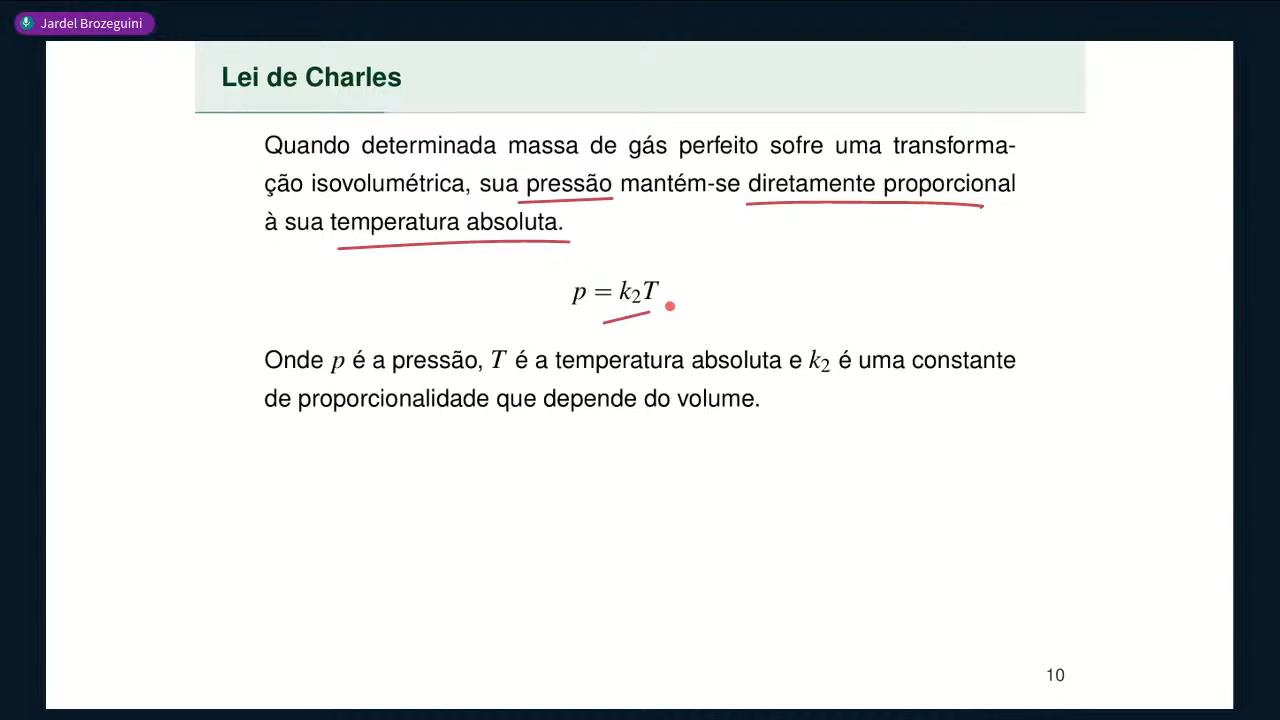 Jardel Brozeguini
Lei de Charles
Quando determinada massa de gás perfeito sofre uma transforma-
ção isovolumétrica, sua pressão mantém-se diretamente proporcional
à sua temperatura absoluta.
p = k₂T
Onde p é a pressão, T é a temperatura absoluta e k₂ é uma constante
de proporcionalidade que depende do volume.
10